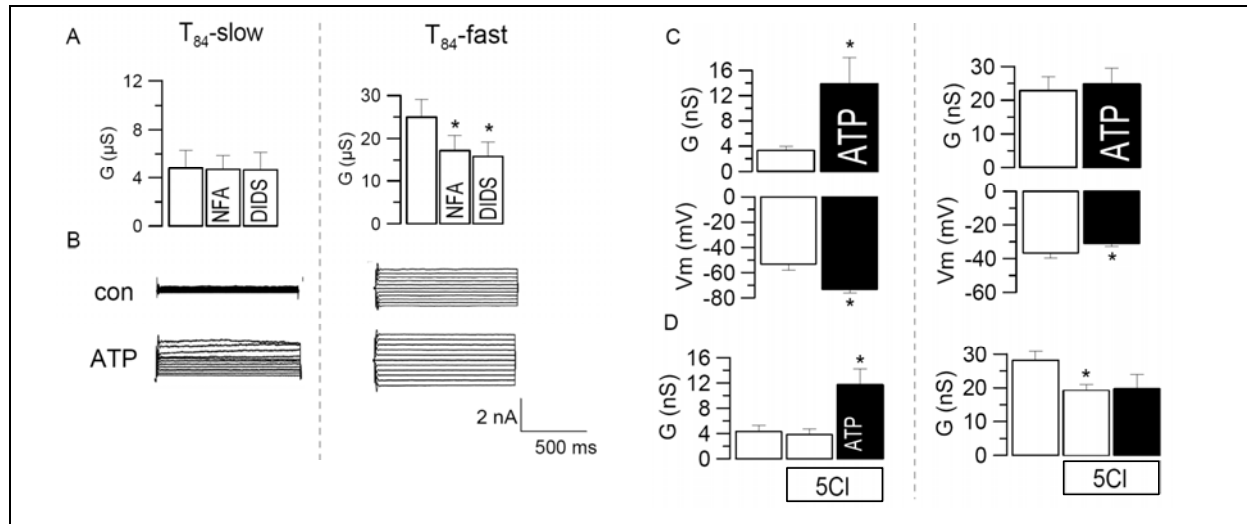 A
T84-slow
T84-fast
12
8
4
0
G (µS)
NFA
DIDS
30
20
10
0
G (µS)
*
*
NFA
DIDS
B
con
ATP
2 nA
500 ms
C
16
12
8
4
0
G (nS)
*
ATP
0
-20
-40
-60
-80
Vm (mV)
*
30
20
10
0
G (nS)
ATP
0
-20
-40
-60
Vm (mV)
*
D
16
12
8
4
0
G (nS)
*
ATP
5Cl
30
20
10
0
G (nS)
*
5Cl